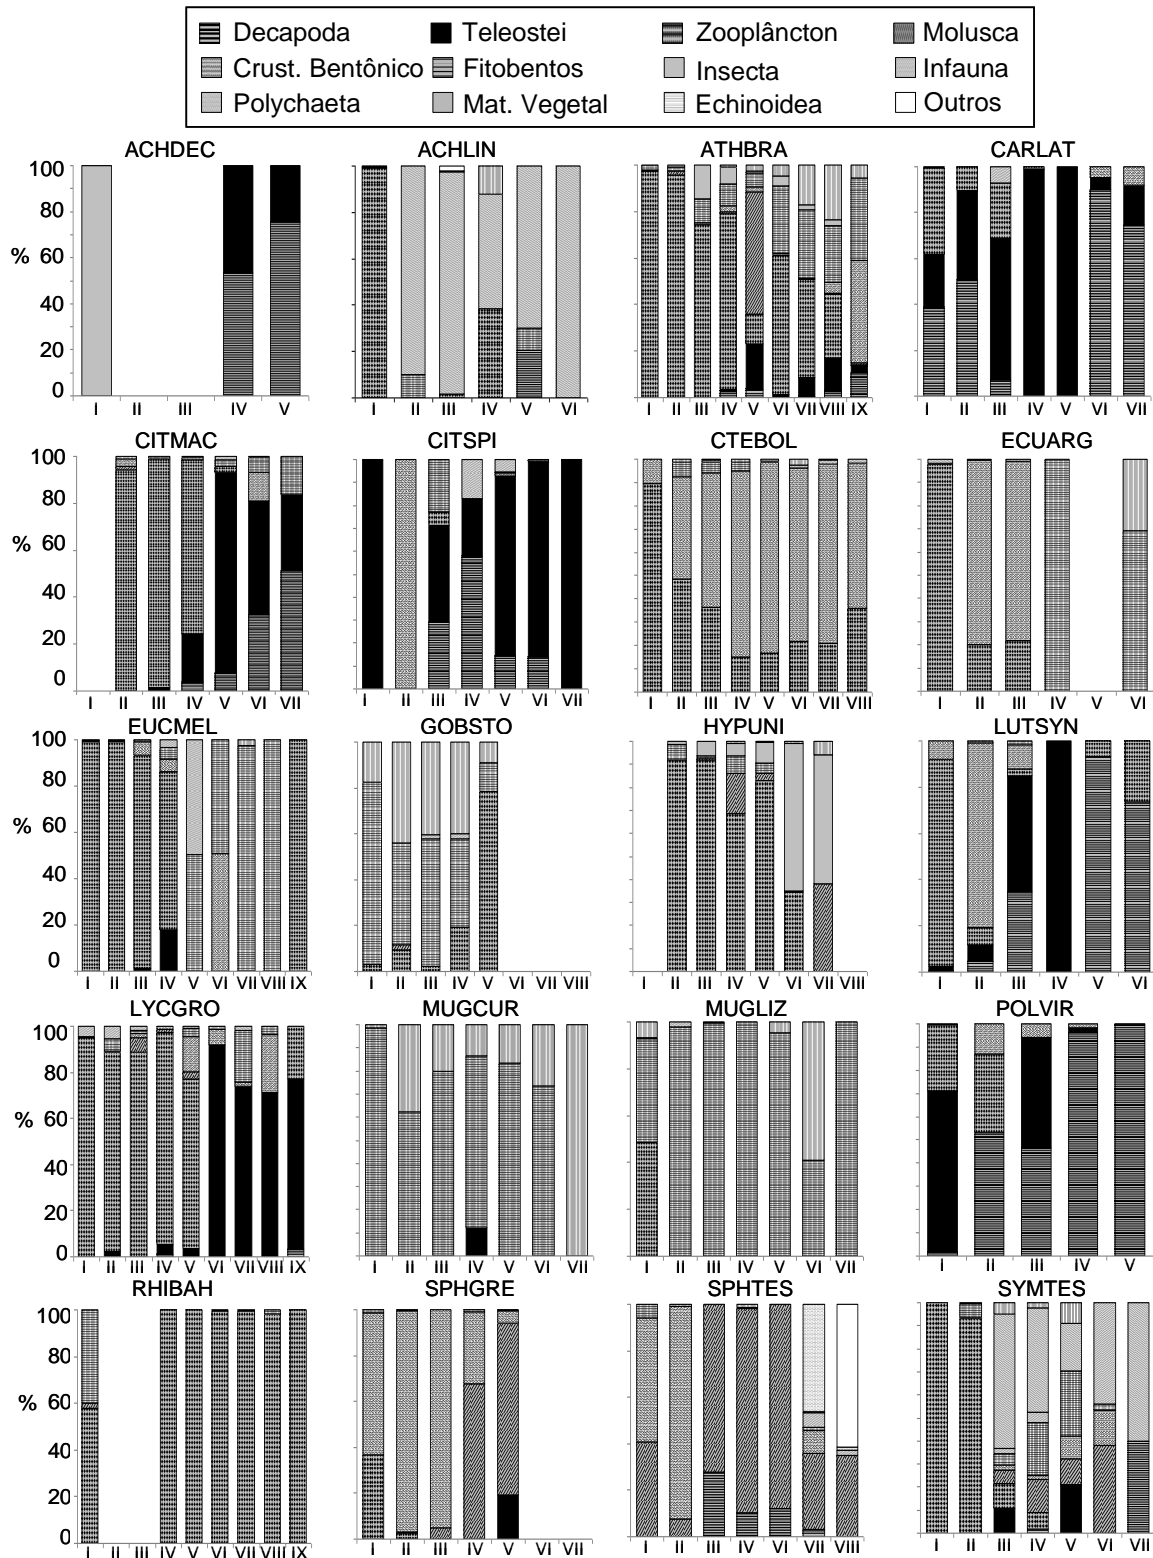 Decapoda Teleostei Zooplâncton Molusca
Crust. Bentônico Fitobentos Insecta Infauna
Polychaeta Mat. Vegetal Echinoidea Outros
ACHDEC ACHLIN ATHBRA CARLAT
100
80
% 60
40
20
0
I II III IV V
I II III IV V VI
I II III IV V VI VII VIII IX
I II III IV V VI VII
CITMAC CITSPI CTEBOL ECUARG
100
80
% 60
40
20
0
I II III IV V VI VII
I II III IV V VI VII
I II III IV V VI VII VIII
I II III IV V VI
EUCMEL GOBSTO HYPUNI LUTSYN
100
80
% 60
40
20
0
I II III IV V VI VII VIII IX
I II III IV V VI VII VIII
I II III IV V VI VII VIII
I II III IV V VI
LYCGRO MUGCUR MUGLIZ POLVIR
100
80
% 60
40
20
0
I II III IV V VI VII VIII IX
I II III IV V VI VII
I II III IV V VI VII
I II III IV V
RHIBAH SPHGRE SPHTES SYMTES
100
80
% 60
40
20
0
I II III IV V VI VII VIII IX
I II III IV V VI VII
I II III IV V VI VII VIII
I II III IV V VI VII